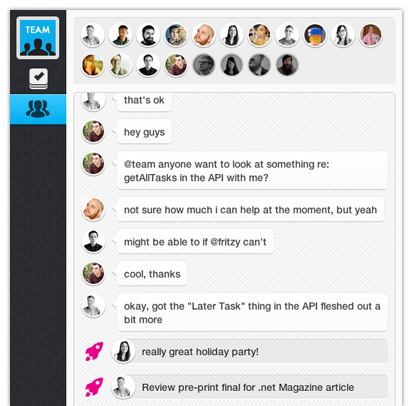 TEAM
that's ok
hey guys
@team anyone want to look at something re:
getAllTasks in the API with me?
not sure how much i can help at the moment, but yeah
might be able to if @fritzy can't
cool, thanks
okay, got the "Later Task" thing in the API fleshed out a
bit more
really great holiday party!
Review pre-print final for .net Magazine article